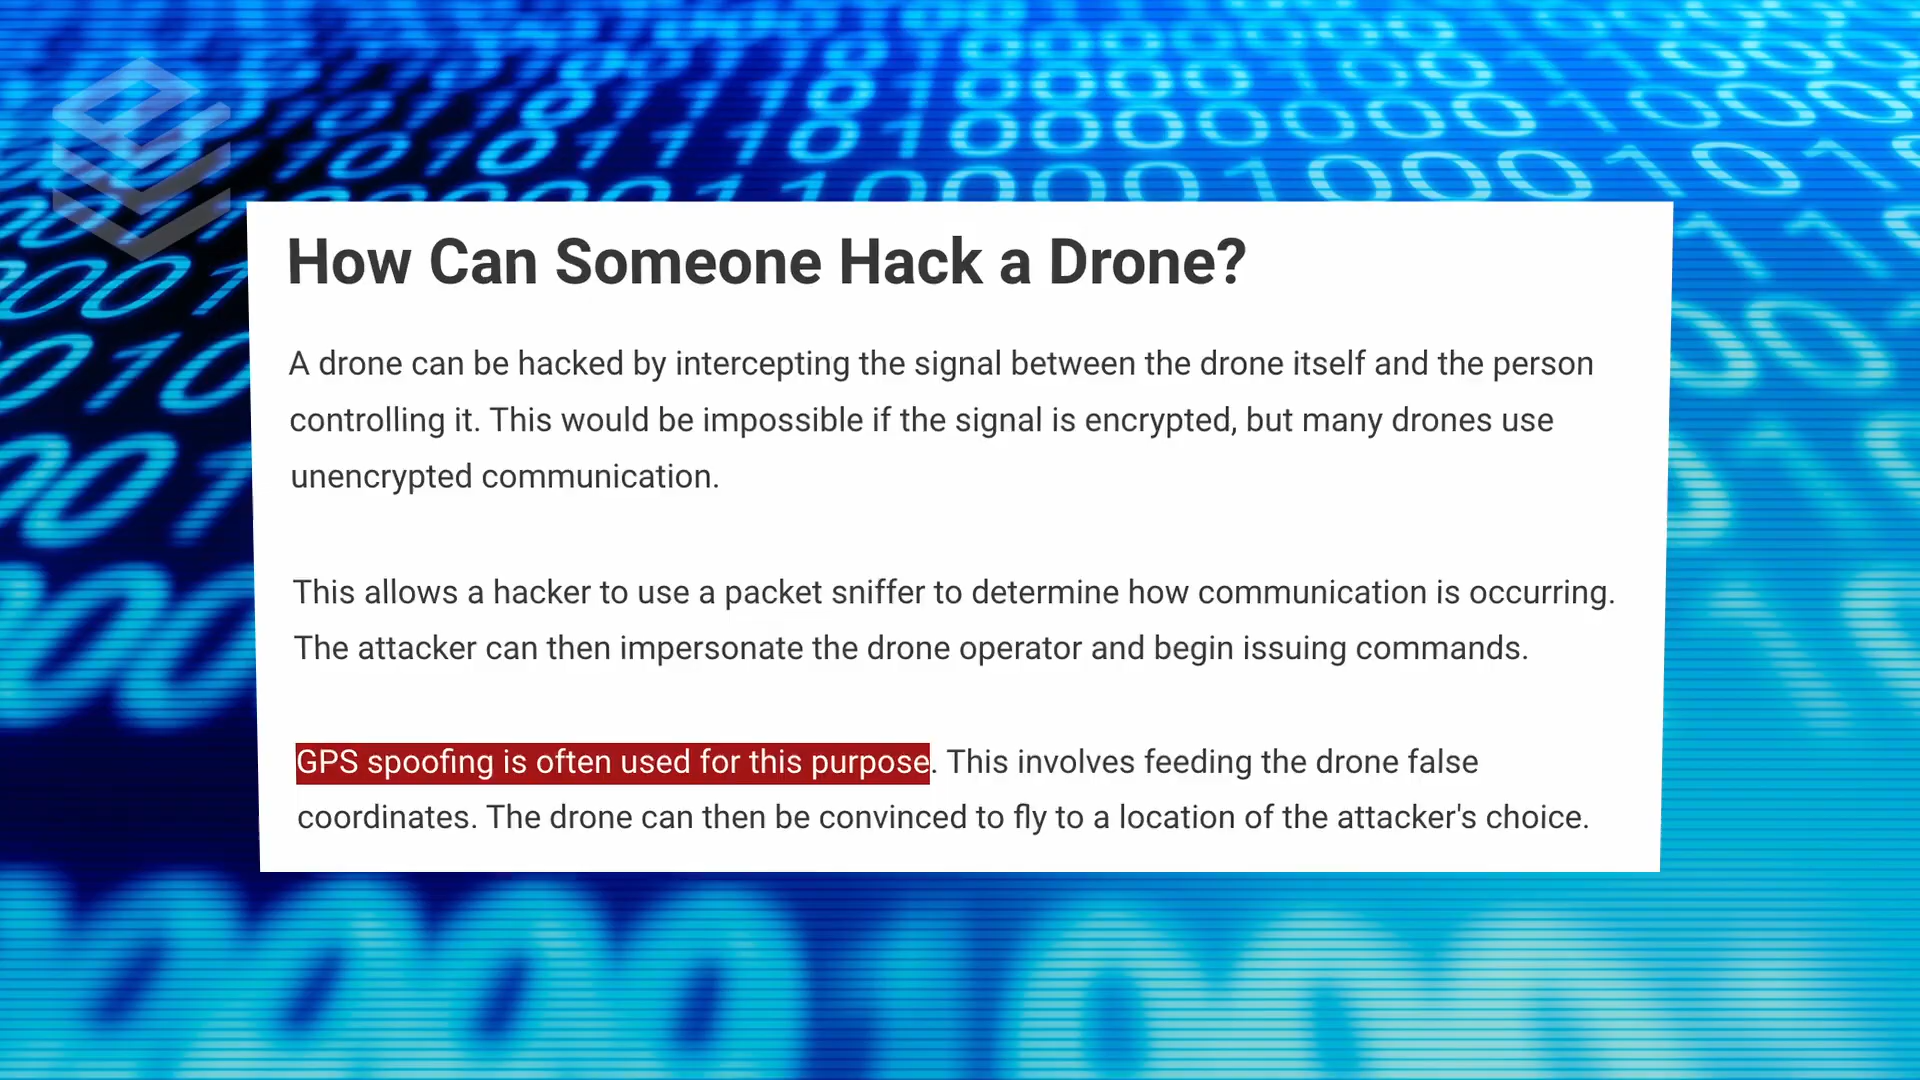 How Can Someone Hack a Drone?
A drone can be hacked by intercepting the signal between the drone itself and the person
controlling it. This would be impossible if the signal is encrypted, but many drones use
unencrypted communication.
This allows a hacker to use a packet sniffer to determine how communication is occurring.
The attacker can then impersonate the drone operator and begin issuing commands.
GPS spoofing is often used for this purpose. This involves feeding the drone false
coordinates. The drone can then be convinced to fly to a location of the attacker's choice.